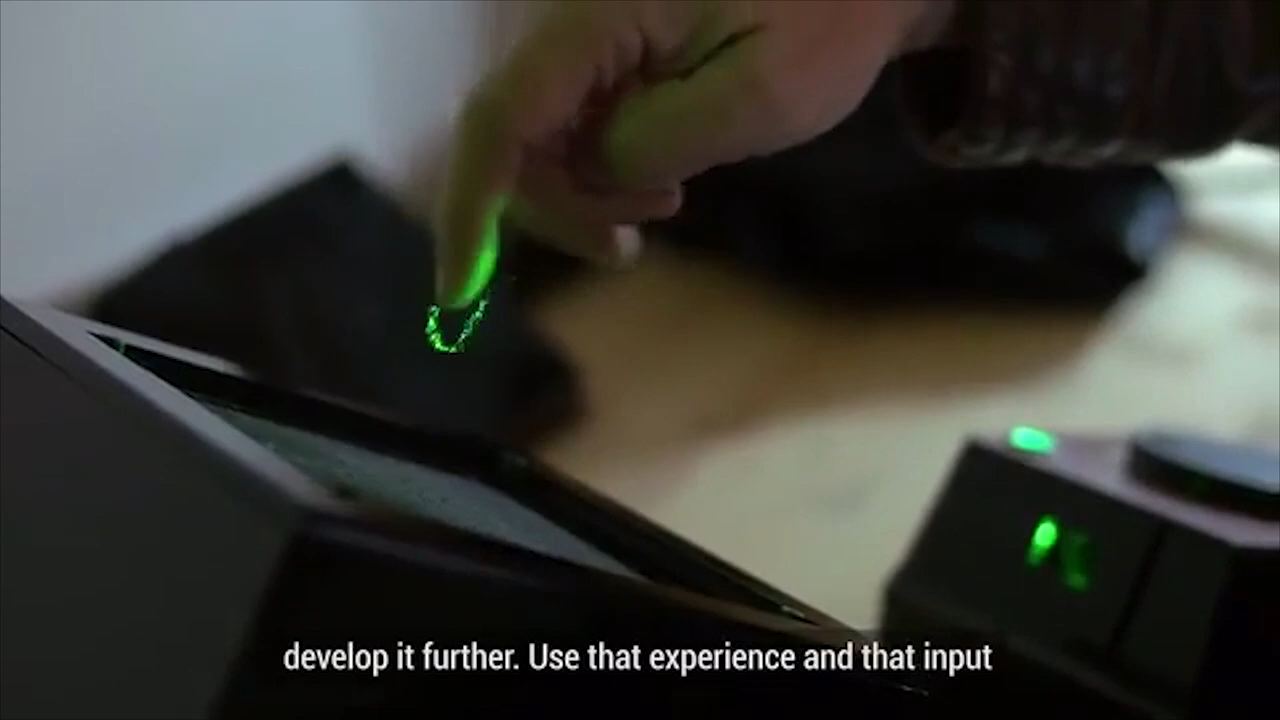 develop it further. Use that experience and that input